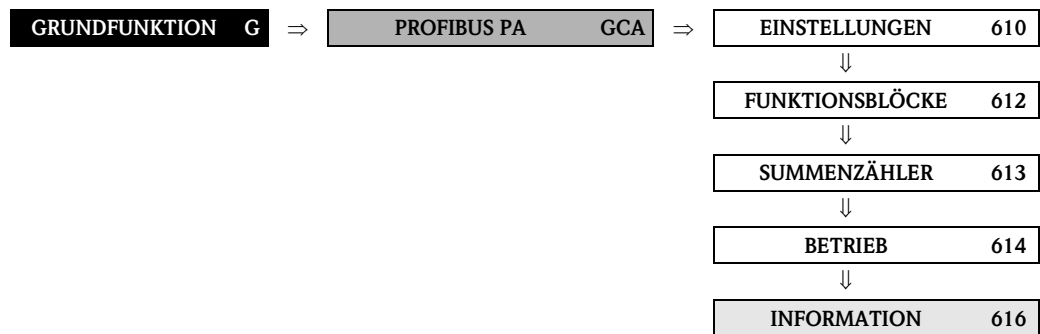 GRUNDFUNKTION G ⇒ PROFIBUS PA GCA ⇒ EINSTELLUNGEN 610
⇓
FUNKTIONSBLÖCKE 612
⇓
SUMMENZÄHLER 613
⇓
BETRIEB 614
⇓
INFORMATION 616